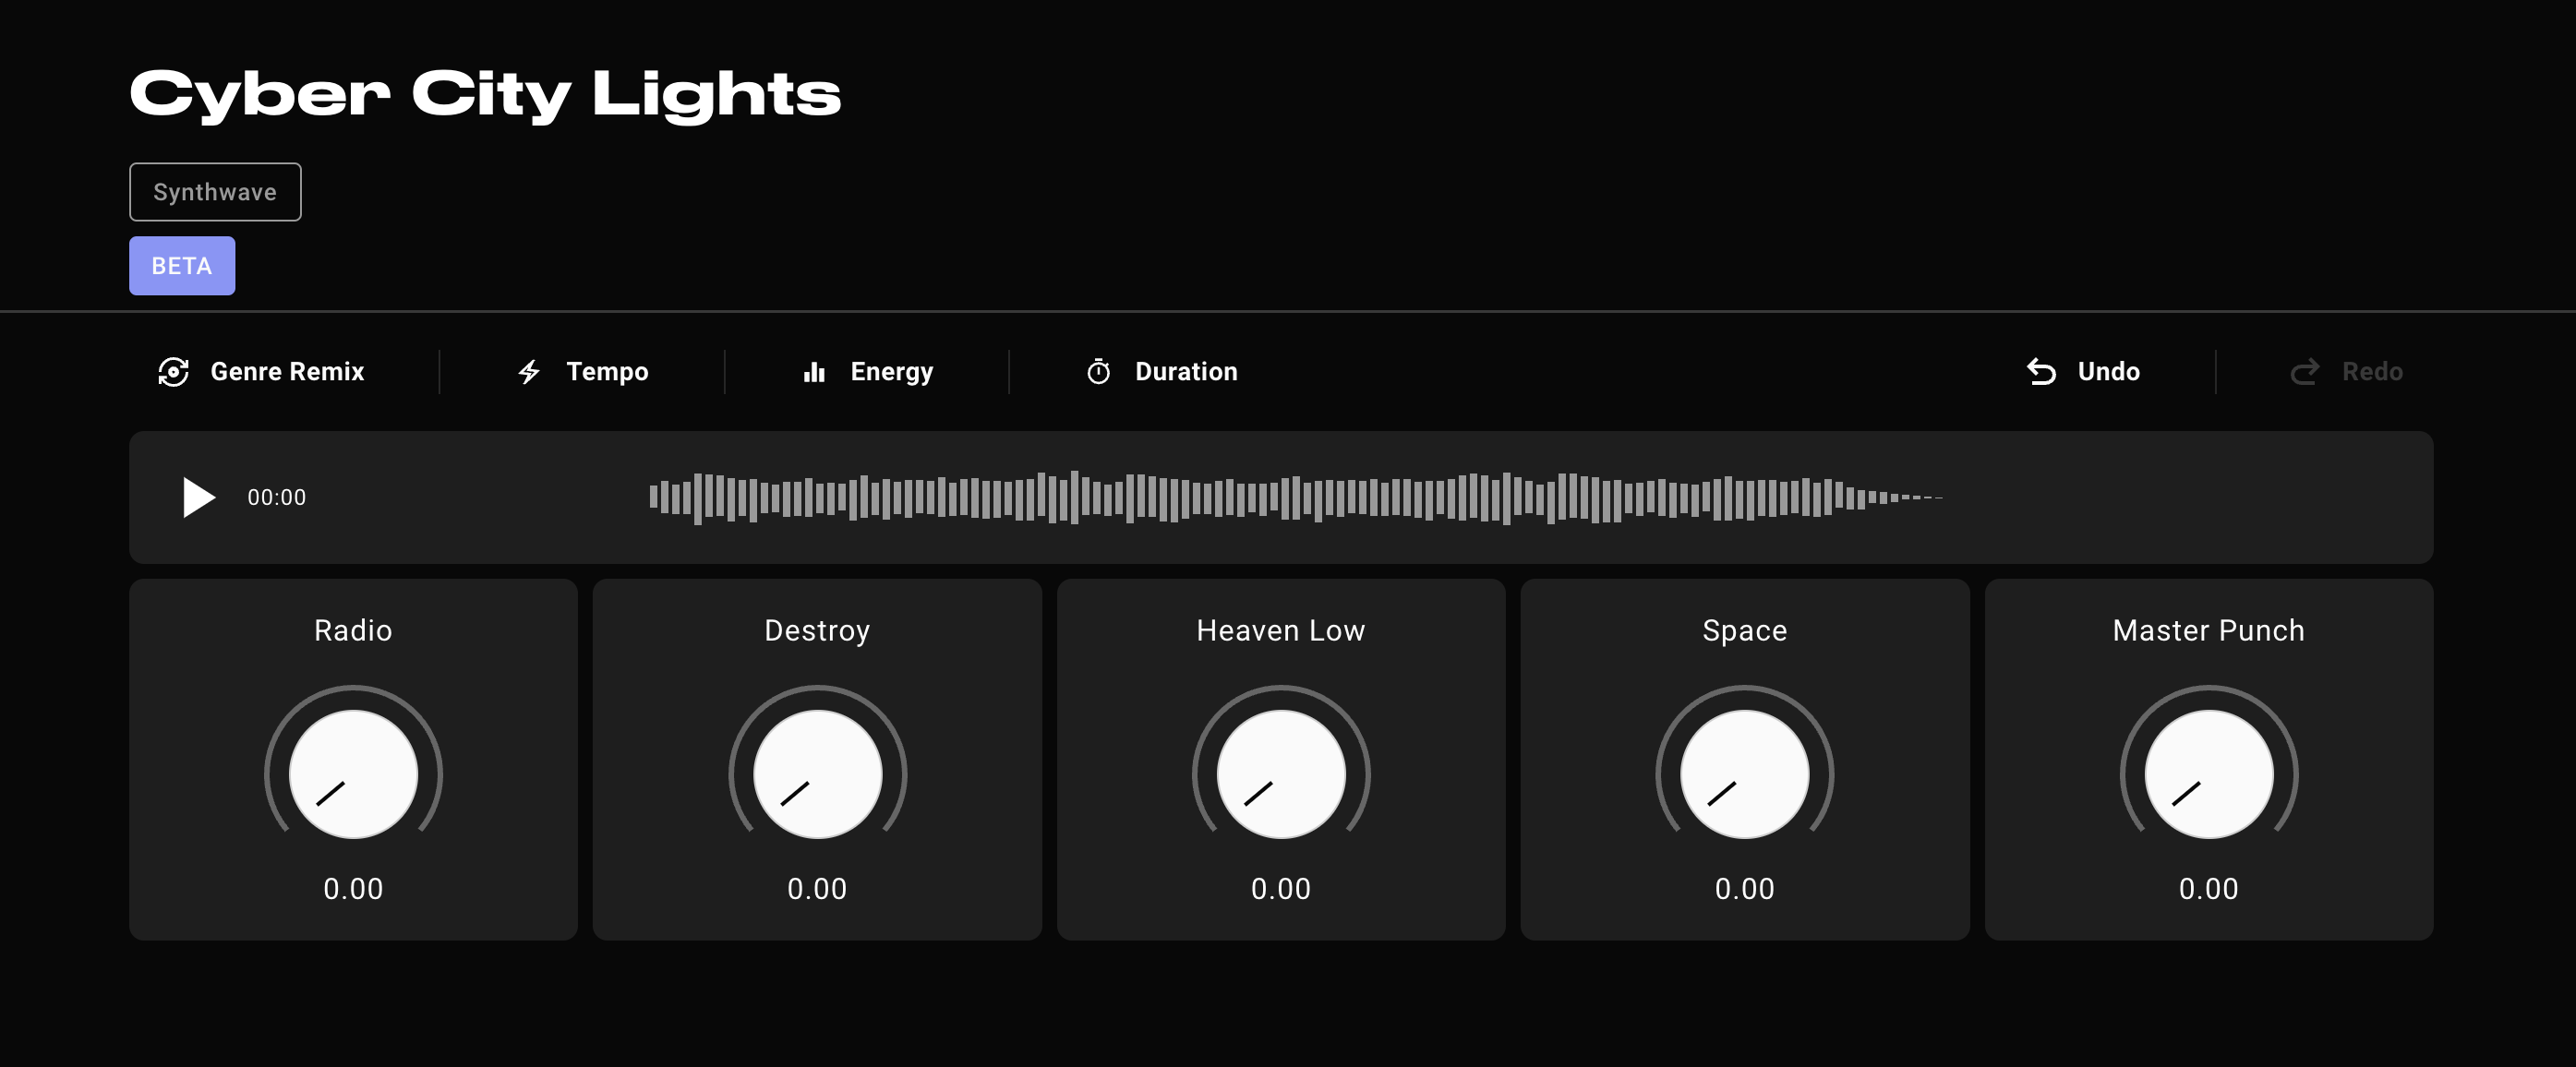 Cyber City Lights
Synthwave
BETA
Genre Remix Tempo Energy Duration Undo Redo
00:00
Radio Destroy Heaven Low Space Master Punch
0.00 0.00 0.00 0.00 0.00